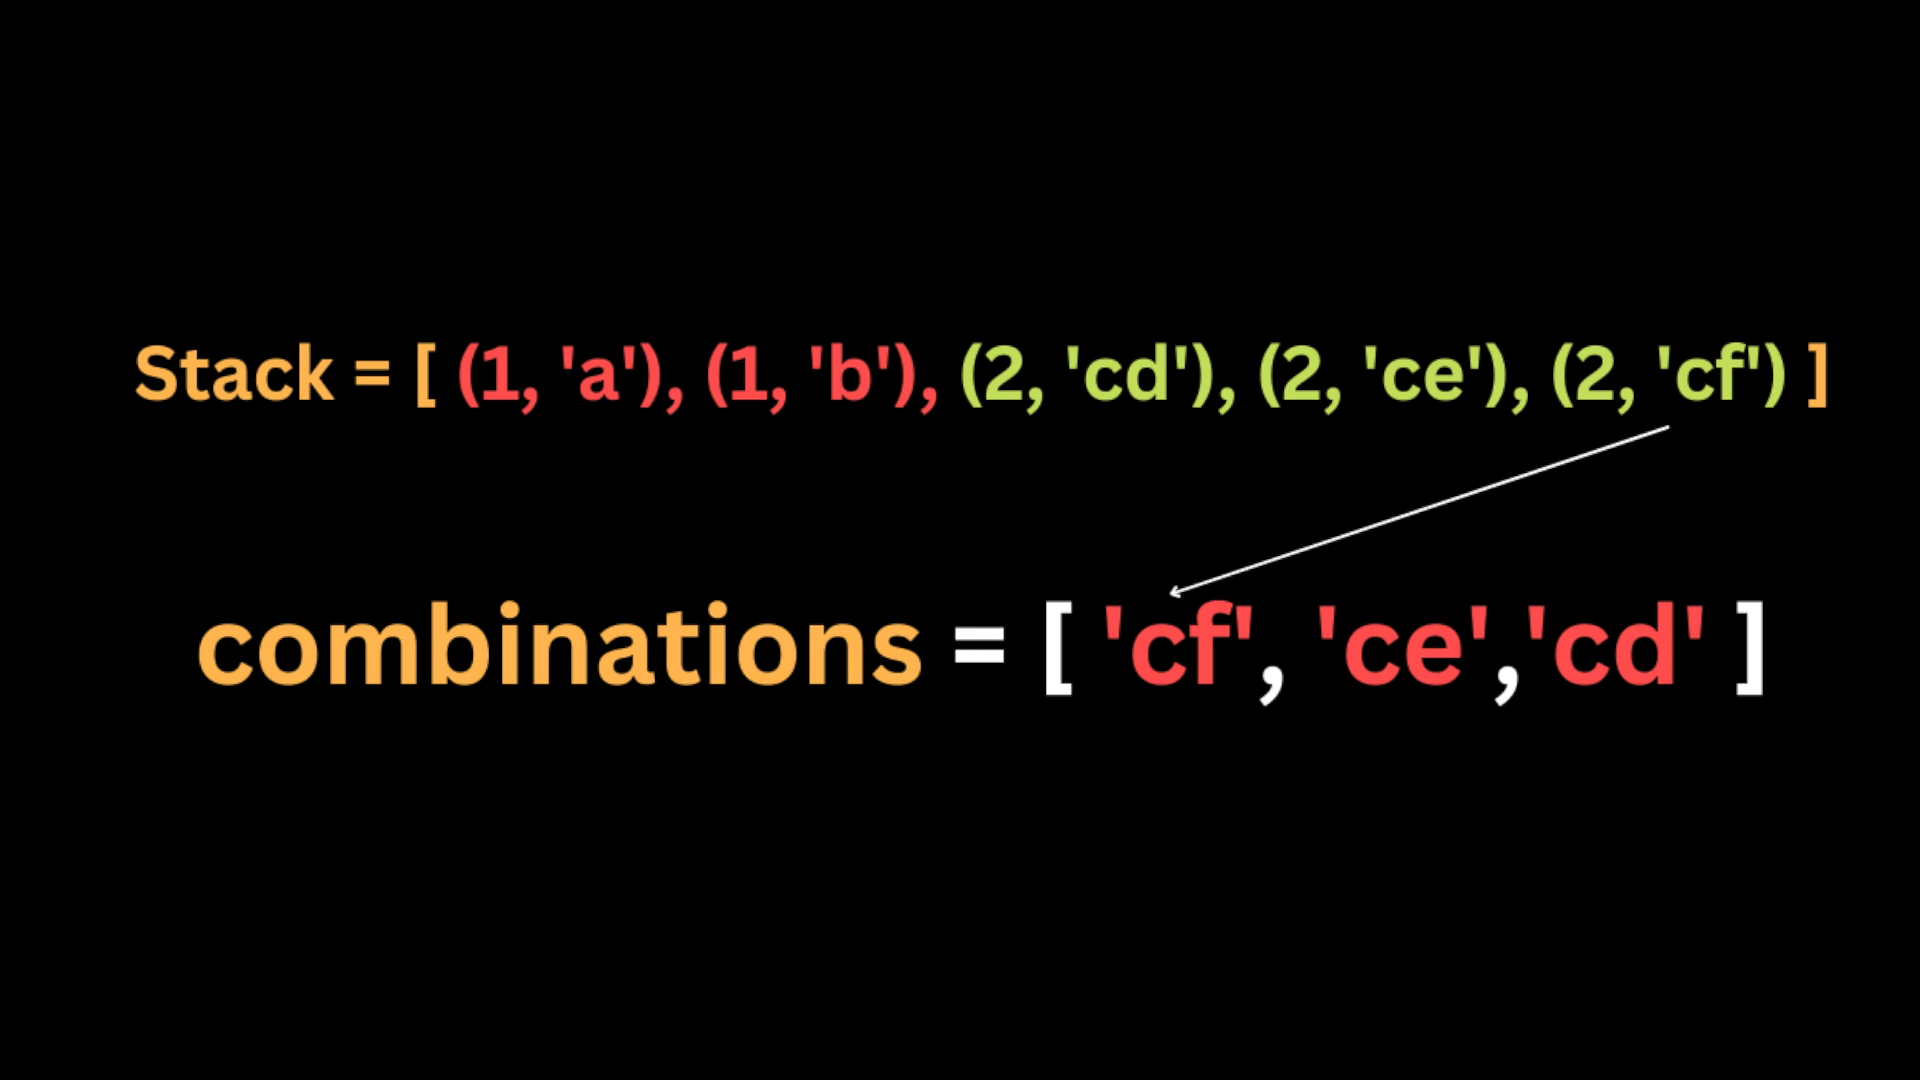 Stack = [ (1, 'a'), (1, 'b'), (2, 'cd'), (2, 'ce'), (2, 'cf') ]
combinations = [ 'cf', 'ce','cd' ]